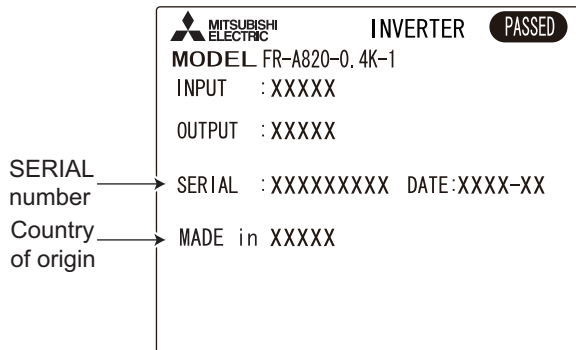 MITSUBISHI
ELECTRIC
INVERTER
PASSED
MODEL FR-A820-0.4K-1
INPUT : XXXXX
OUTPUT : XXXXX
SERIAL
number
SERIAL : XXXXXXXXX DATE:XXXX-XX
Country
of origin
MADE in XXXXX